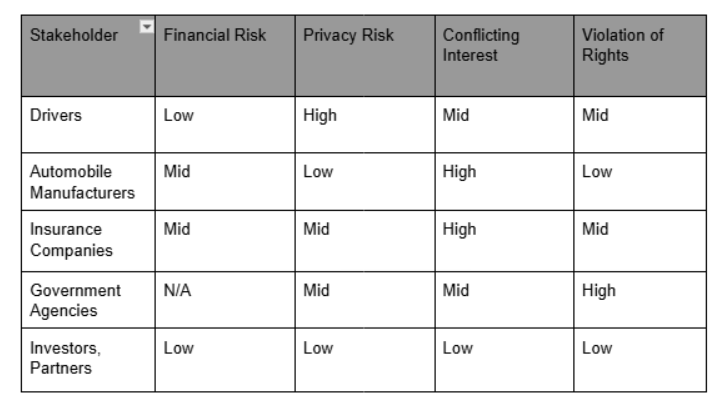 Stakeholder Financial Risk Privacy Risk Conflicting Interest Violation of Rights
Drivers Low High Mid Mid
Automobile Manufacturers Mid Low High Low
Insurance Companies Mid Mid High Mid
Government Agencies N/A Mid Mid High
Investors, Partners Low Low Low Low